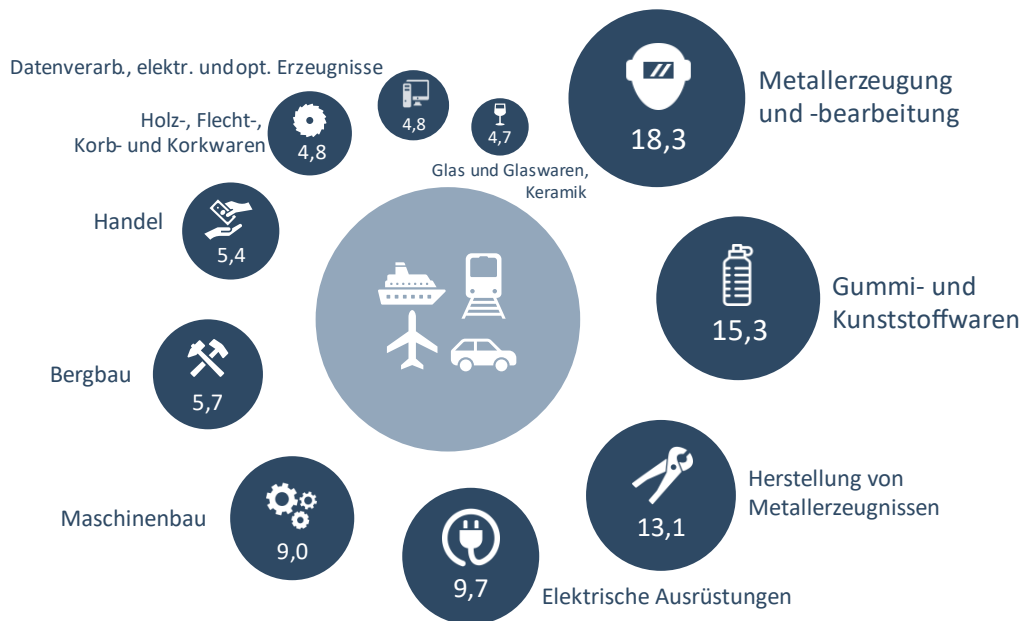 Datenverarb., elektr. undopt. Erzeugnisse
4,8
Holz-, Flecht-,
Korb- und Korkwaren
4,8
4,7
Glas und Glaswaren,
Keramik
18,3
Metallerzeugung
und -bearbeitung
Handel
5,4
15,3
Gummi- und
Kunststoffwaren
Bergbau
5,7
Maschinenbau
9,0
13,1
Herstellung von
Metallerzeugnissen
9,7
Elektrische Ausrüstungen